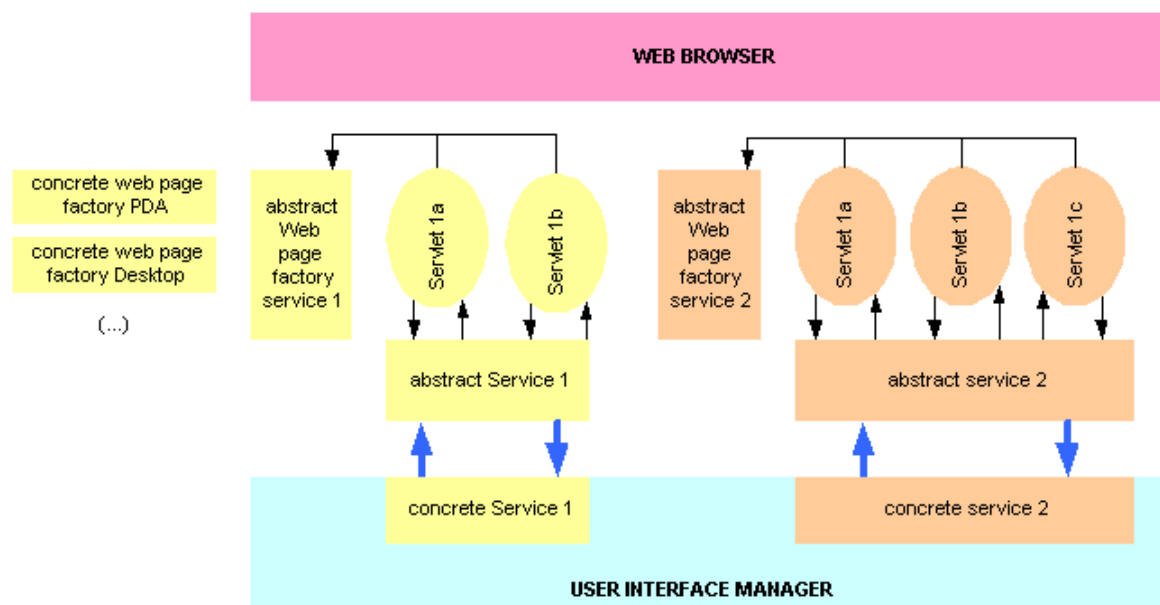 WEB BROWSER
concrete web page
factory PDA
concrete web page
factory Desktop
(...)
abstract
Web
page
factory
service 1
Servlet 1a
Servlet 1b
abstract
Web
page
factory
service 2
Servlet 1a
Servlet 1b
Servlet 1c
abstract Service 1
abstract service 2
concrete Service 1
concrete service 2
USER INTERFACE MANAGER